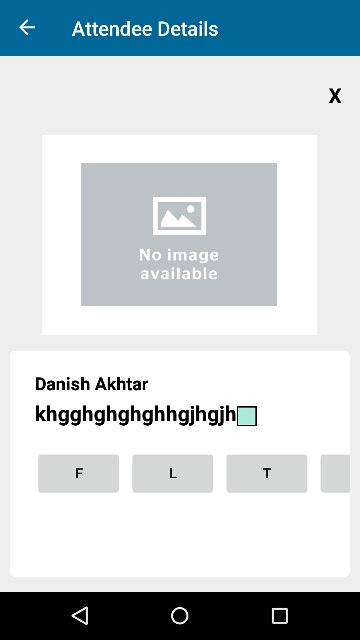 Attendee Details
X
No image
available
Danish Akhtar
khgghghghghhgjhgjh
F L T